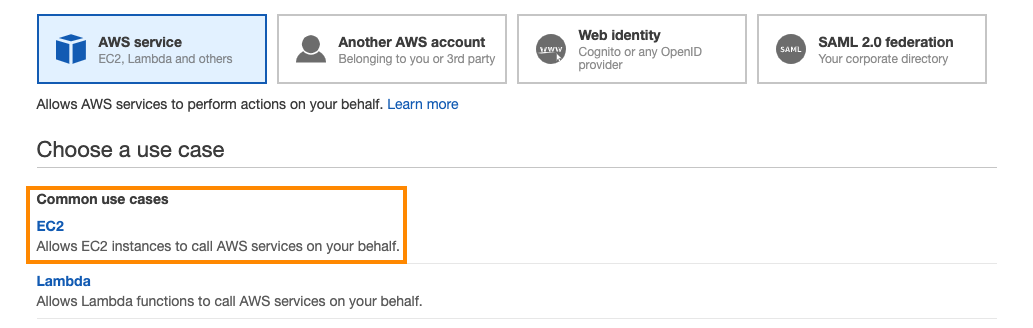 AWS service
EC2, Lambda and others
Another AWS account
Belonging to you or 3rd party
WWW
Web identity
Cognito or any OpenID
provider
SAML
SAML 2.0 federation
Your corporate directory
Allows AWS services to perform actions on your behalf. Learn more
Choose a use case
Common use cases
EC2
Allows EC2 instances to call AWS services on your behalf.
Lambda
Allows Lambda functions to call AWS services on your behalf.